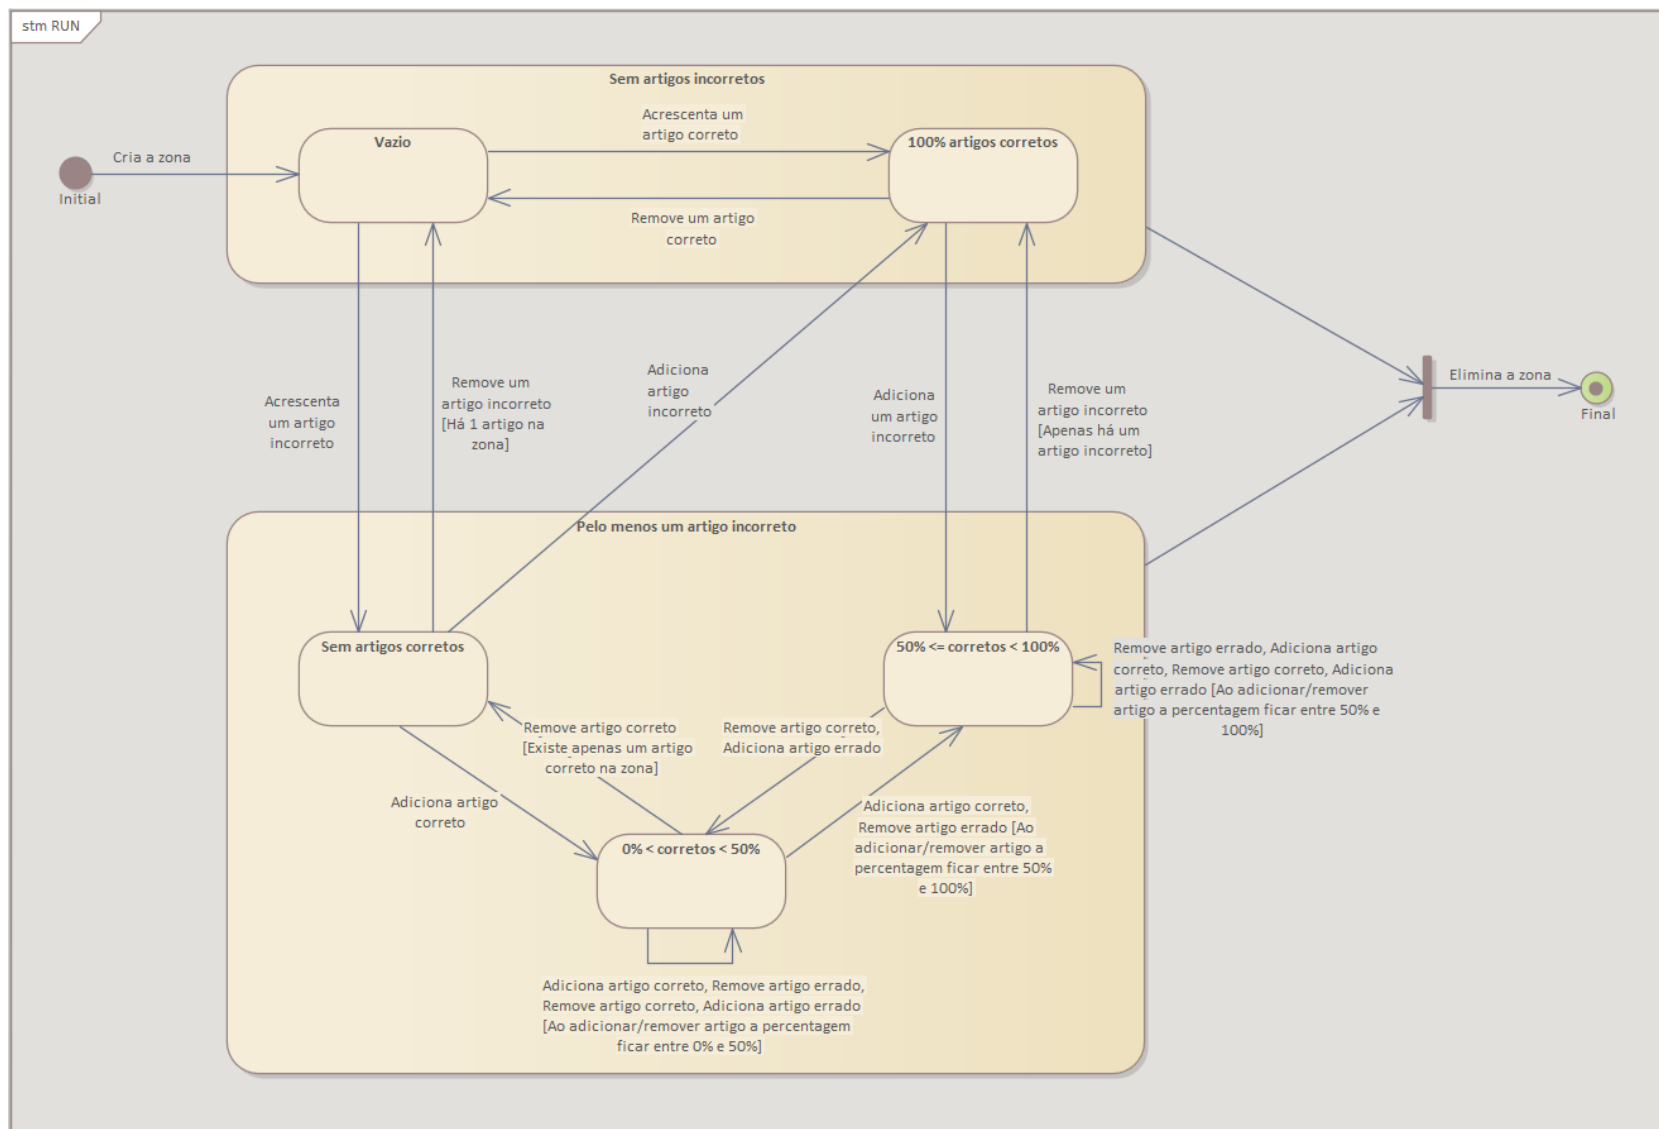 stm RUN
Sem artigos incorretos
Acrescenta um
artigo correto
Vazio
100% artigos corretos
Cria a zona
Initial
Remove um artigo
correto
Adiciona
artigo
incorreto
Remove um
artigo incorreto
[Há 1 artigo na
zona]
Acrescenta
um artigo
incorreto
Adiciona
um artigo
incorreto
Remove um
artigo incorreto
[Apenas há um
artigo incorreto]
Elimina a zona
Final
Pelo menos um artigo incorreto
Sem artigos corretos
50% <= corretos < 100%
Remove artigo errado, Adiciona artigo
correto, Remove artigo correto, Adiciona
artigo errado [Ao adicionar/remover
artigo a percentagem ficar entre 50% e
100%]
Remove artigo correto
[Existe apenas um artigo
correto na zona]
Remove artigo correto,
Adiciona artigo errado
Adiciona artigo
correto
Adiciona artigo correto,
Remove artigo errado [Ao
adicionar/remover artigo a
percentagem ficar entre 50%
e 100%]
0% < corretos < 50%
Adiciona artigo correto, Remove artigo errado,
Remove artigo correto, Adiciona artigo errado
[Ao adicionar/remover artigo a percentagem
ficar entre 0% e 50%]